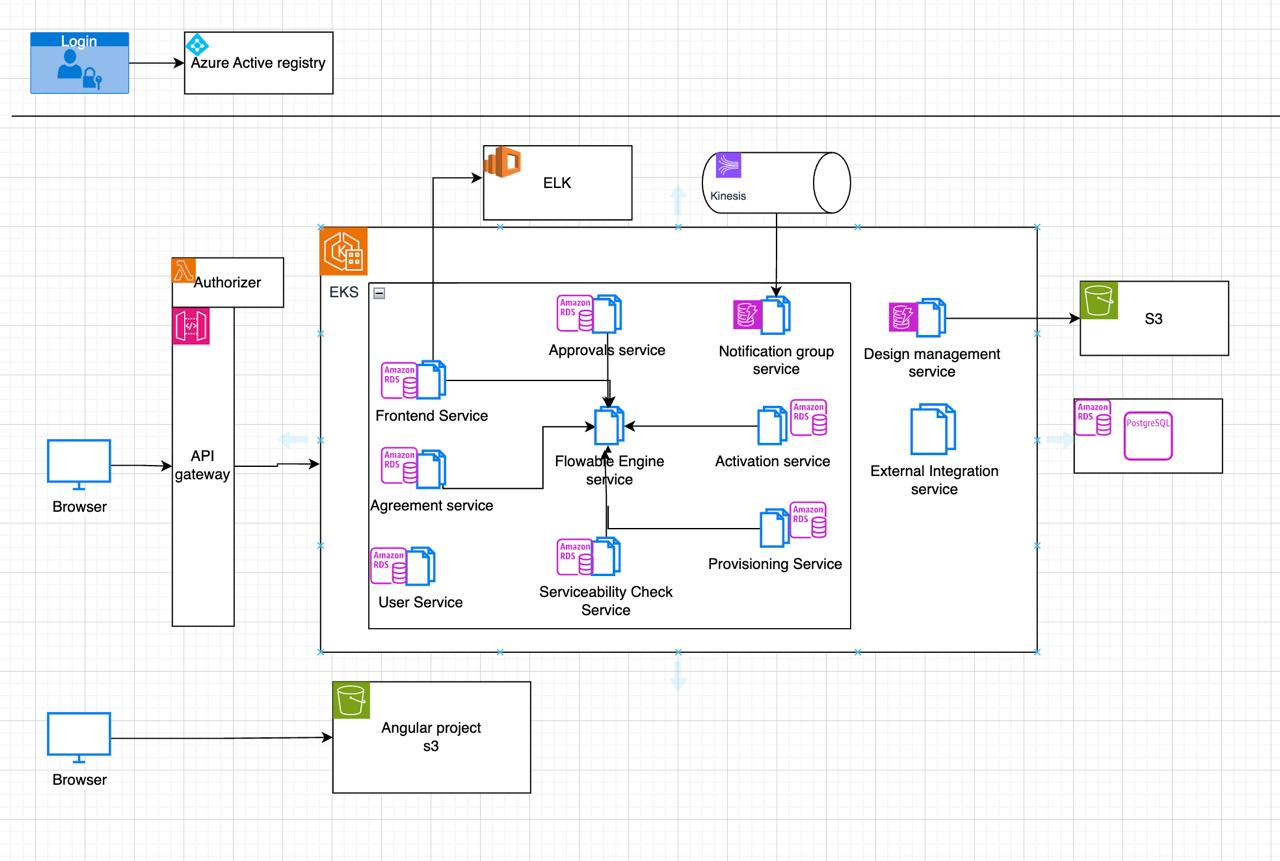 Login
Azure Active registry
ELK
Kinesis
Authorizer
EKS
Amazon
RDS
Approvals service
Notification group
service
Design management
service
S3
Amazon
RDS
Frontend Service
Amazon
RDS
Agreement service
Flowable Engine
service
Amazon
RDS
Activation service
External Integration
service
Amazon
RDS
PostgreSQL
API
gateway
Browser
Amazon
RDS
User Service
Amazon
RDS
Serviceability Check
Service
Amazon
RDS
Provisioning Service
Angular project
s3
Browser